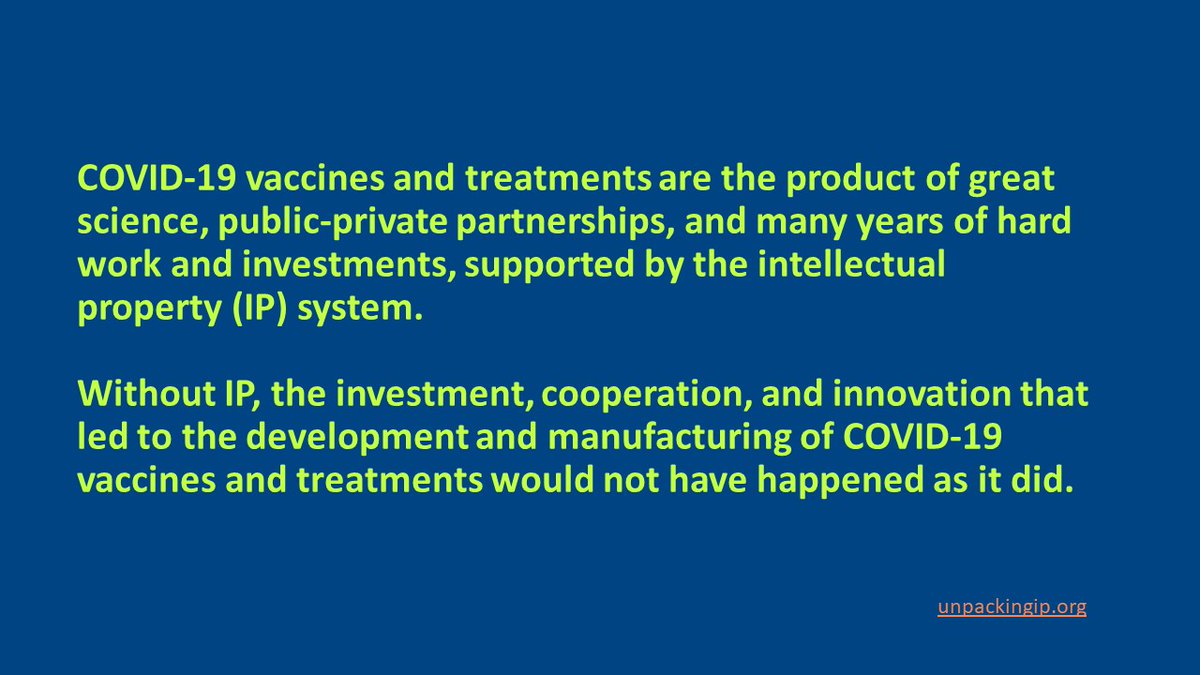 COVID-19 vaccines and treatments are the product of great
science, public-private partnerships, and many years of hard
work and investments, supported by the intellectual
property (IP) system.
Without IP, the investment, cooperation, and innovation that
led to the development and manufacturing of COVID-19
vaccines and treatments would not have happened as it did.
unpackingip.org